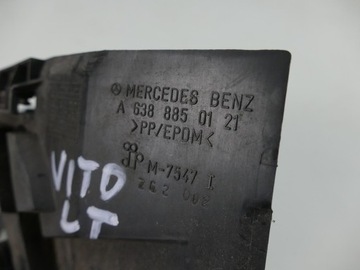 MERCEDES BENZ
A 638 885 01 21
>PP/EPDM<
M-7547 I
VITO
LT